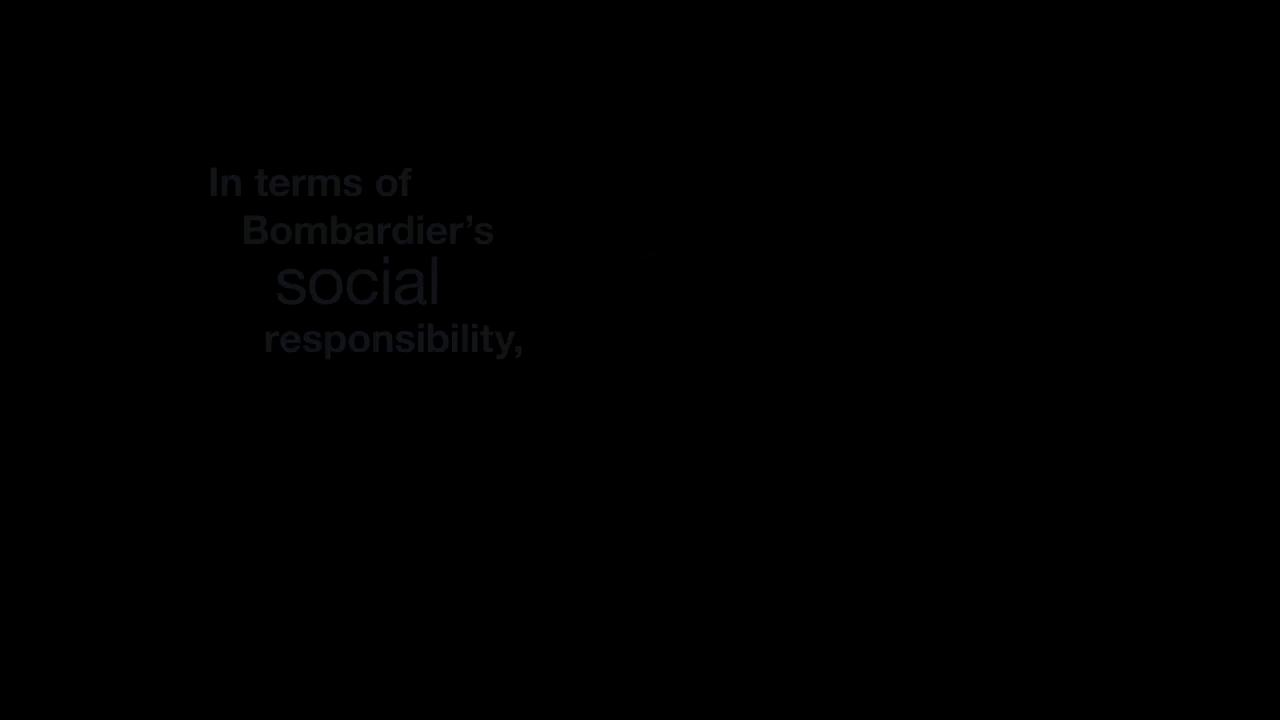 In terms of
Bombardier’s
social
responsibility,